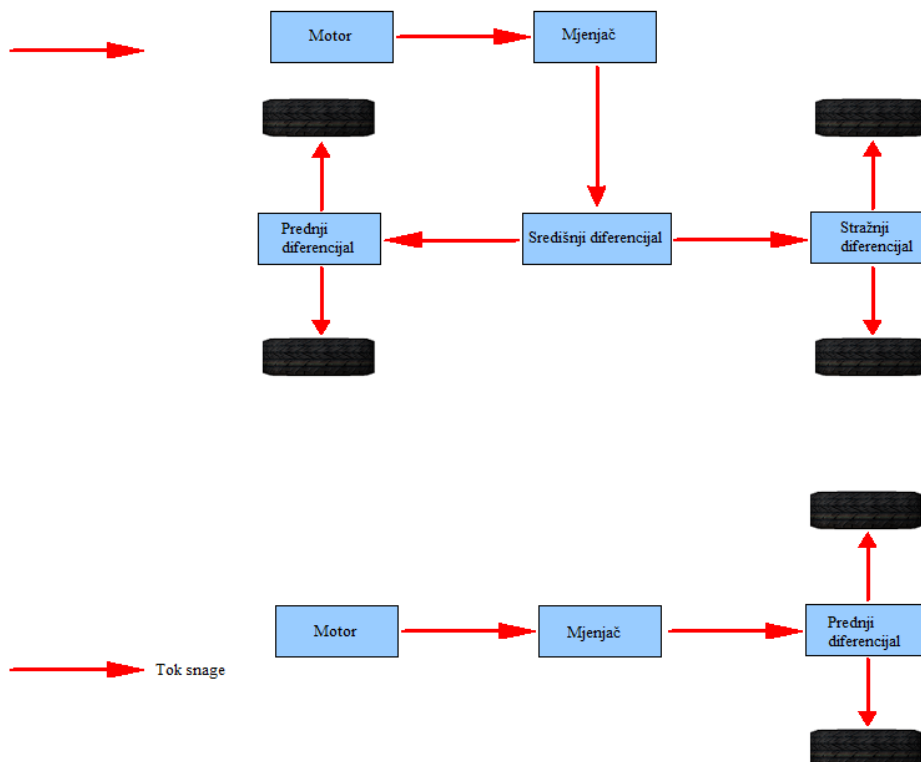 Motor
Mjenjač
Prednji
diferencijal
Središnji diferencijal
Stražnji
diferencijal
Motor
Mjenjač
Prednji
diferencijal
Tok snage